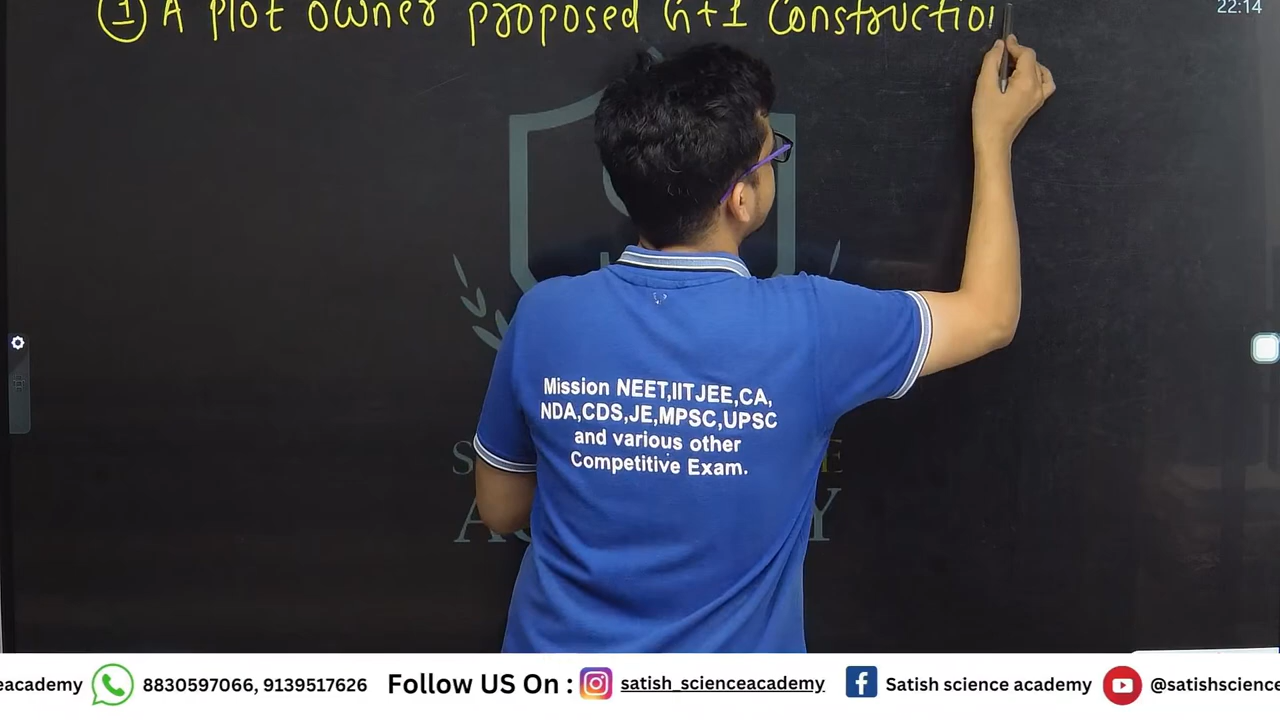 ① A plot owner proposed G+1 Construction
22:14
Mission NEET,IITJEE,CA,
NDA,CDS,JE,MPSC,UPSC
and various other
Competitive Exam.
eacademy 8830597066, 9139517626 Follow US On : satish_scienceacademy Satish science academy @satishscience